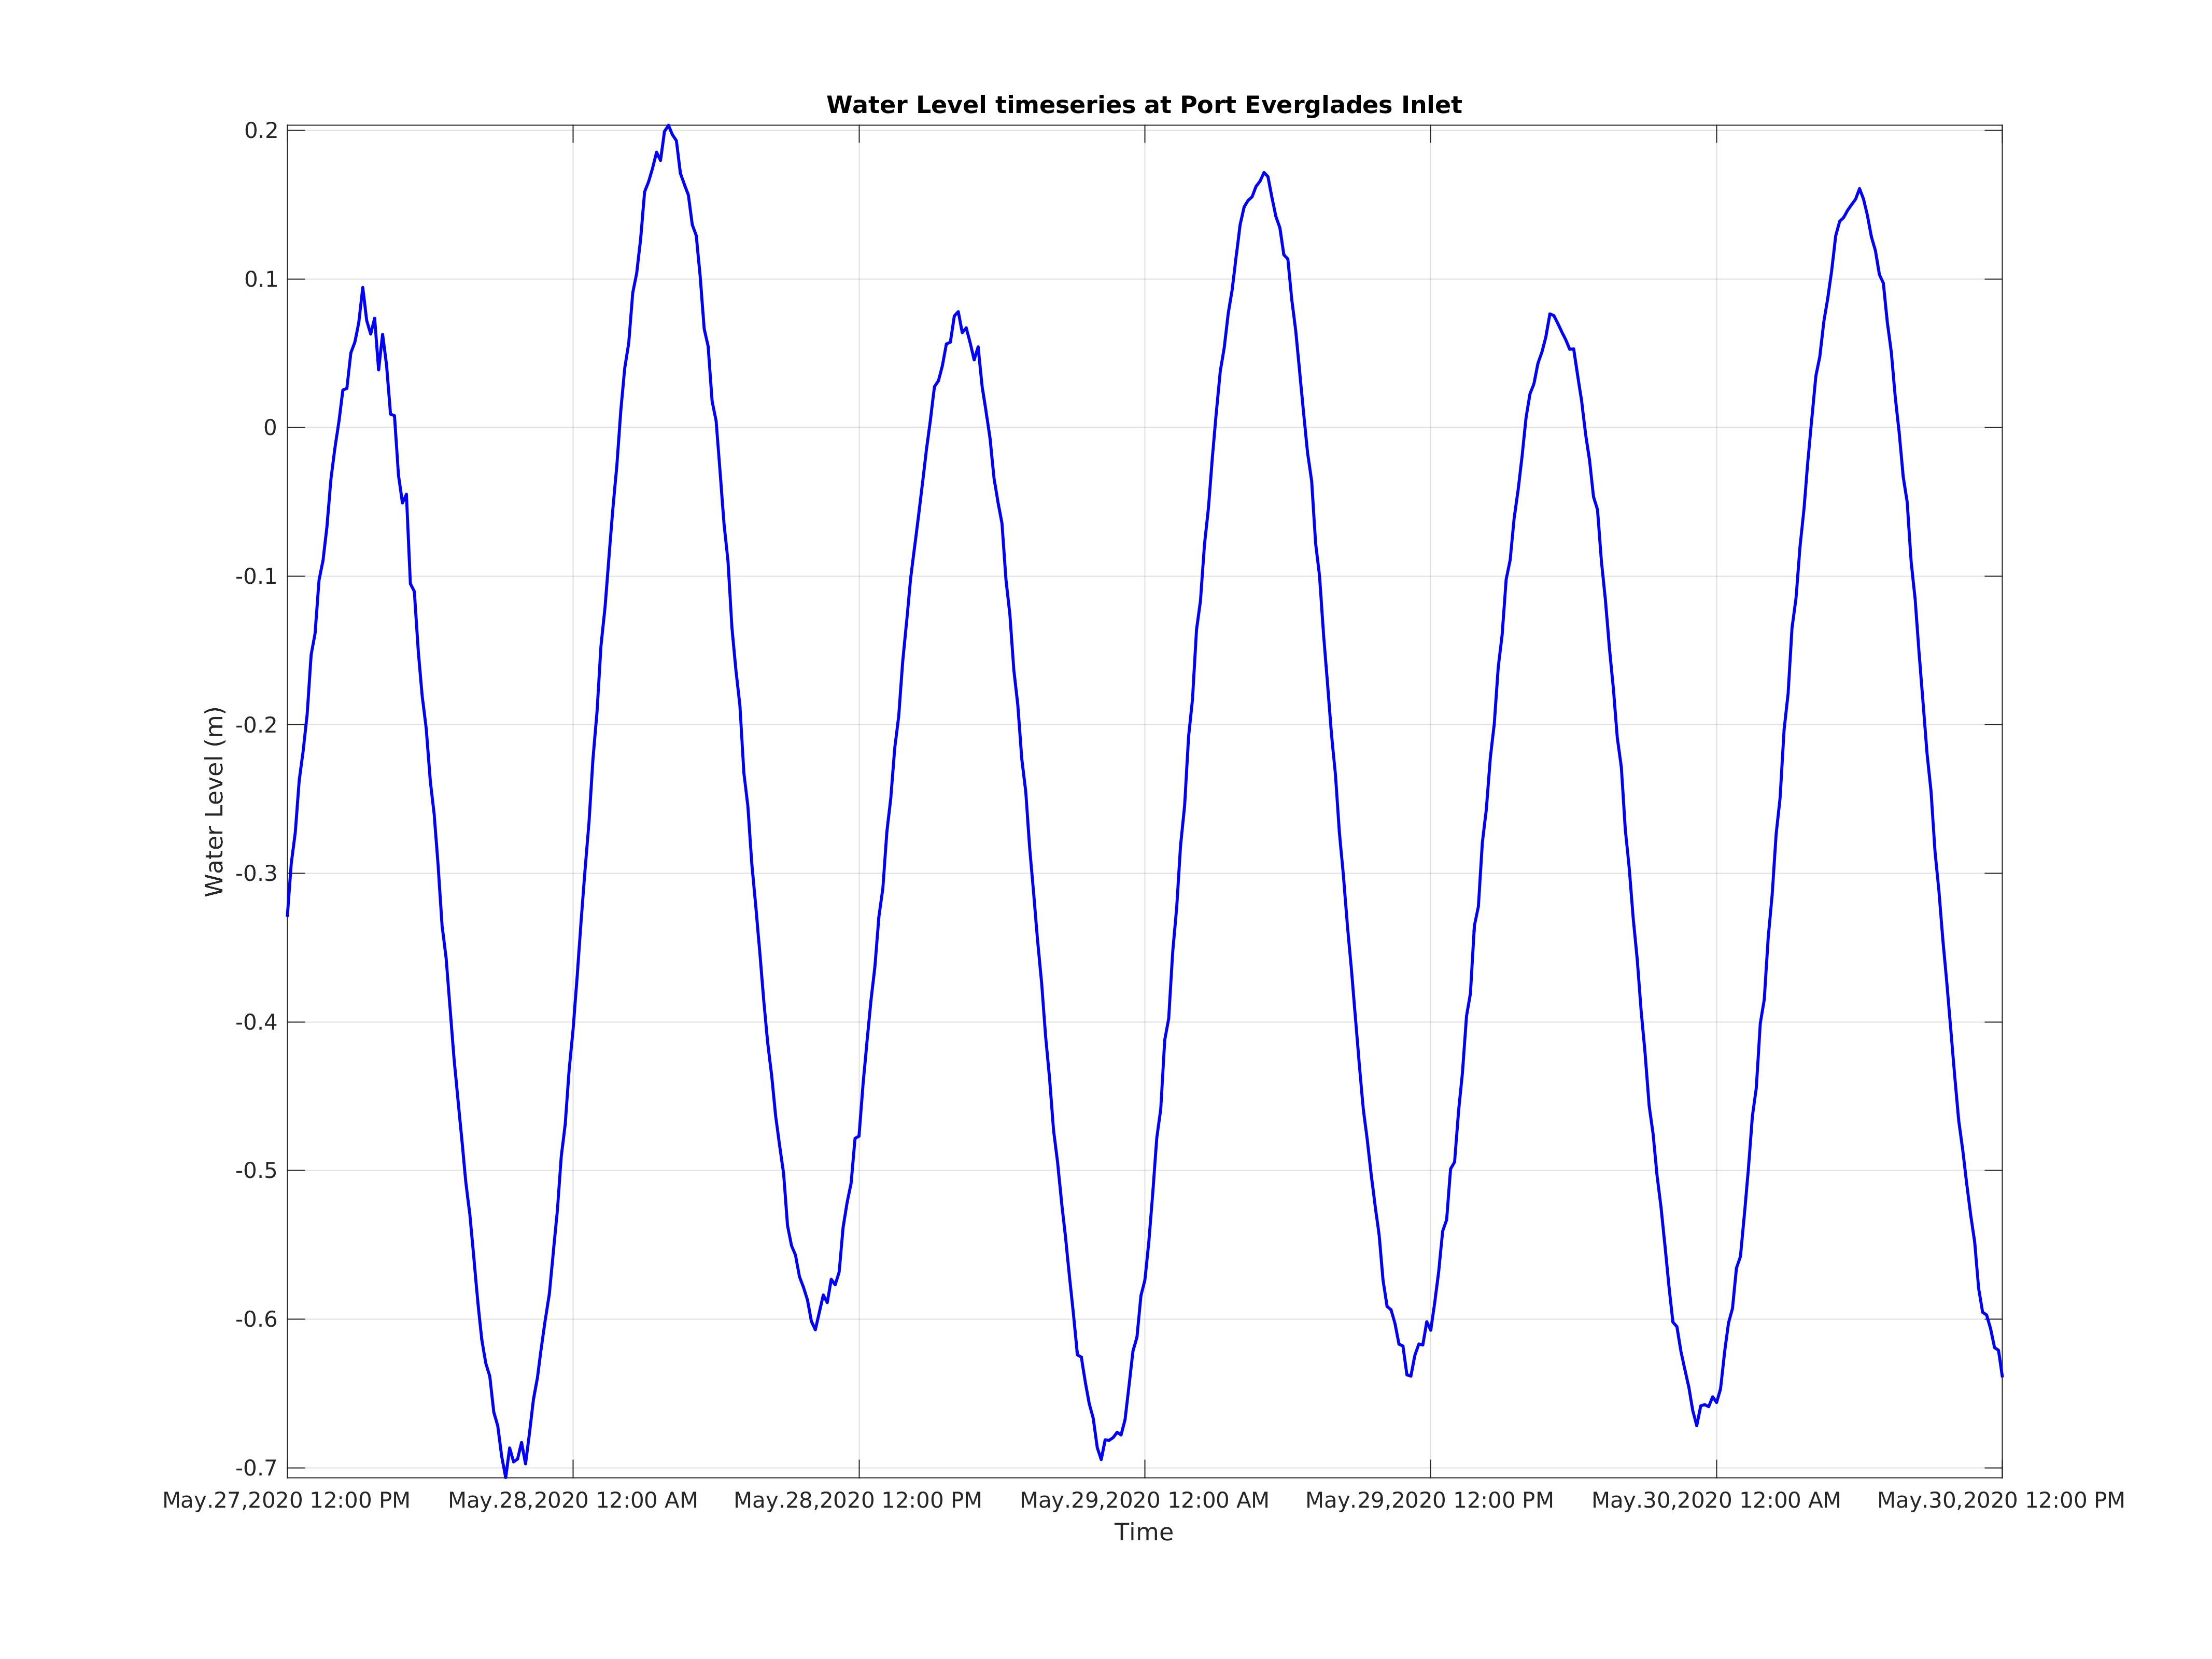 Water Level timeseries at Port Everglades Inlet
0.2
0.1
0
-0.1
-0.2
-0.3
-0.4
-0.5
-0.6
-0.7
Water Level (m)
May.27,2020 12:00 PM May.28,2020 12:00 AM May.28,2020 12:00 PM May.29,2020 12:00 AM May.29,2020 12:00 PM May.30,2020 12:00 AM May.30,2020 12:00 PM
Time